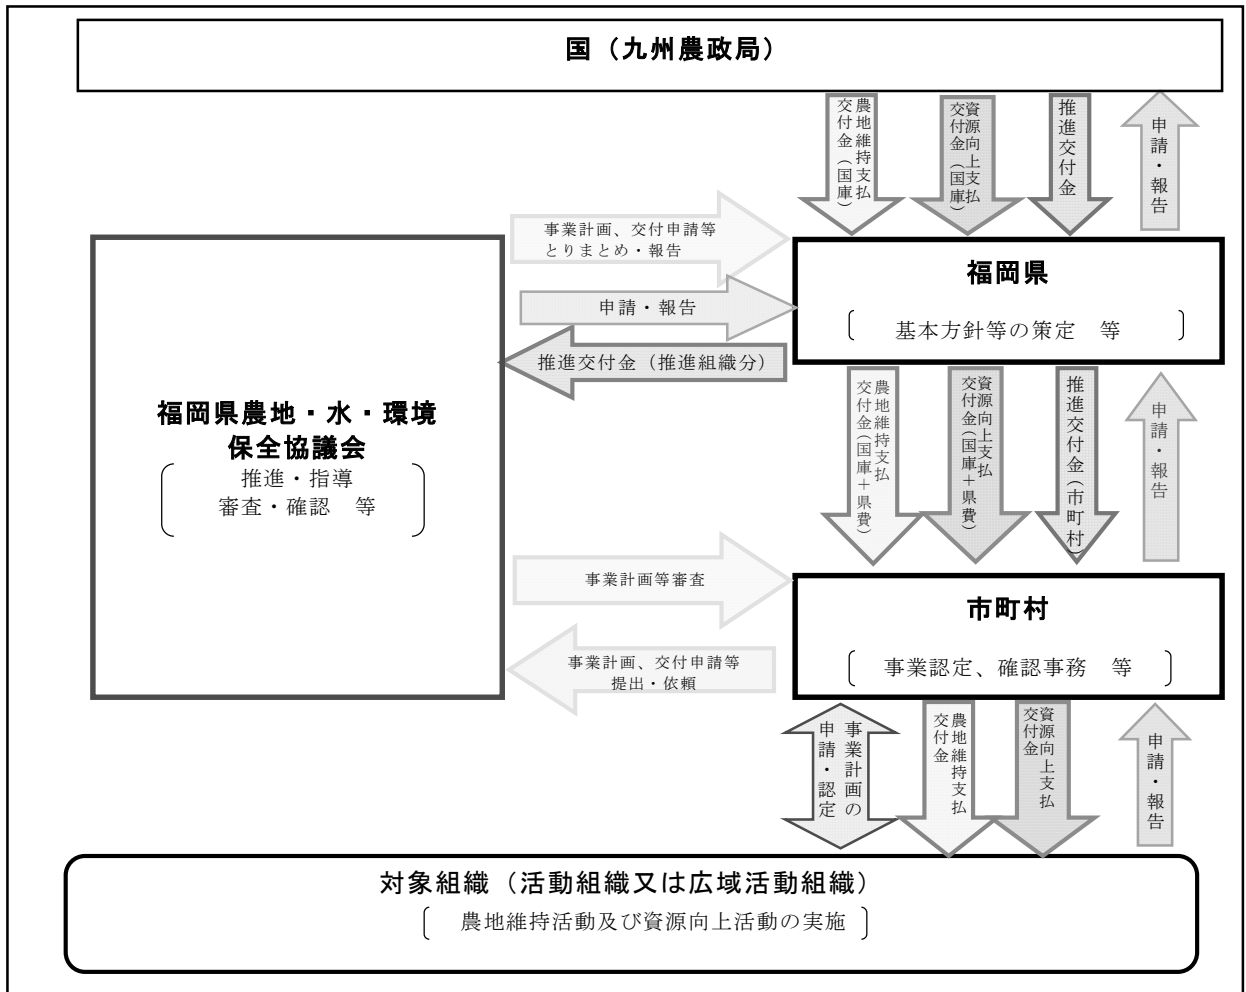 国（九州農政局）
農地維持支払
交付金（国庫）
資源向上支払
交付金（国庫）
推進交付金
申請・報告
事業計画、交付申請等
とりまとめ・報告
申請・報告
推進交付金（推進組織分）
福岡県
基本方針等の策定　等
福岡県農地・水・環境
保全協議会
推進・指導
審査・確認　等
農地維持支払
交付金（国庫＋県費）
資源向上支払
交付金（国庫＋県費）
推進交付金（市町村）
申請・報告
事業計画等審査
事業計画、交付申請等
提出・依頼
市町村
事業認定、確認事務　等
事業計画の
申請・認定
農地維持支払
交付金
資源向上支払
交付金
申請・報告
対象組織（活動組織又は広域活動組織）
農地維持活動及び資源向上活動の実施